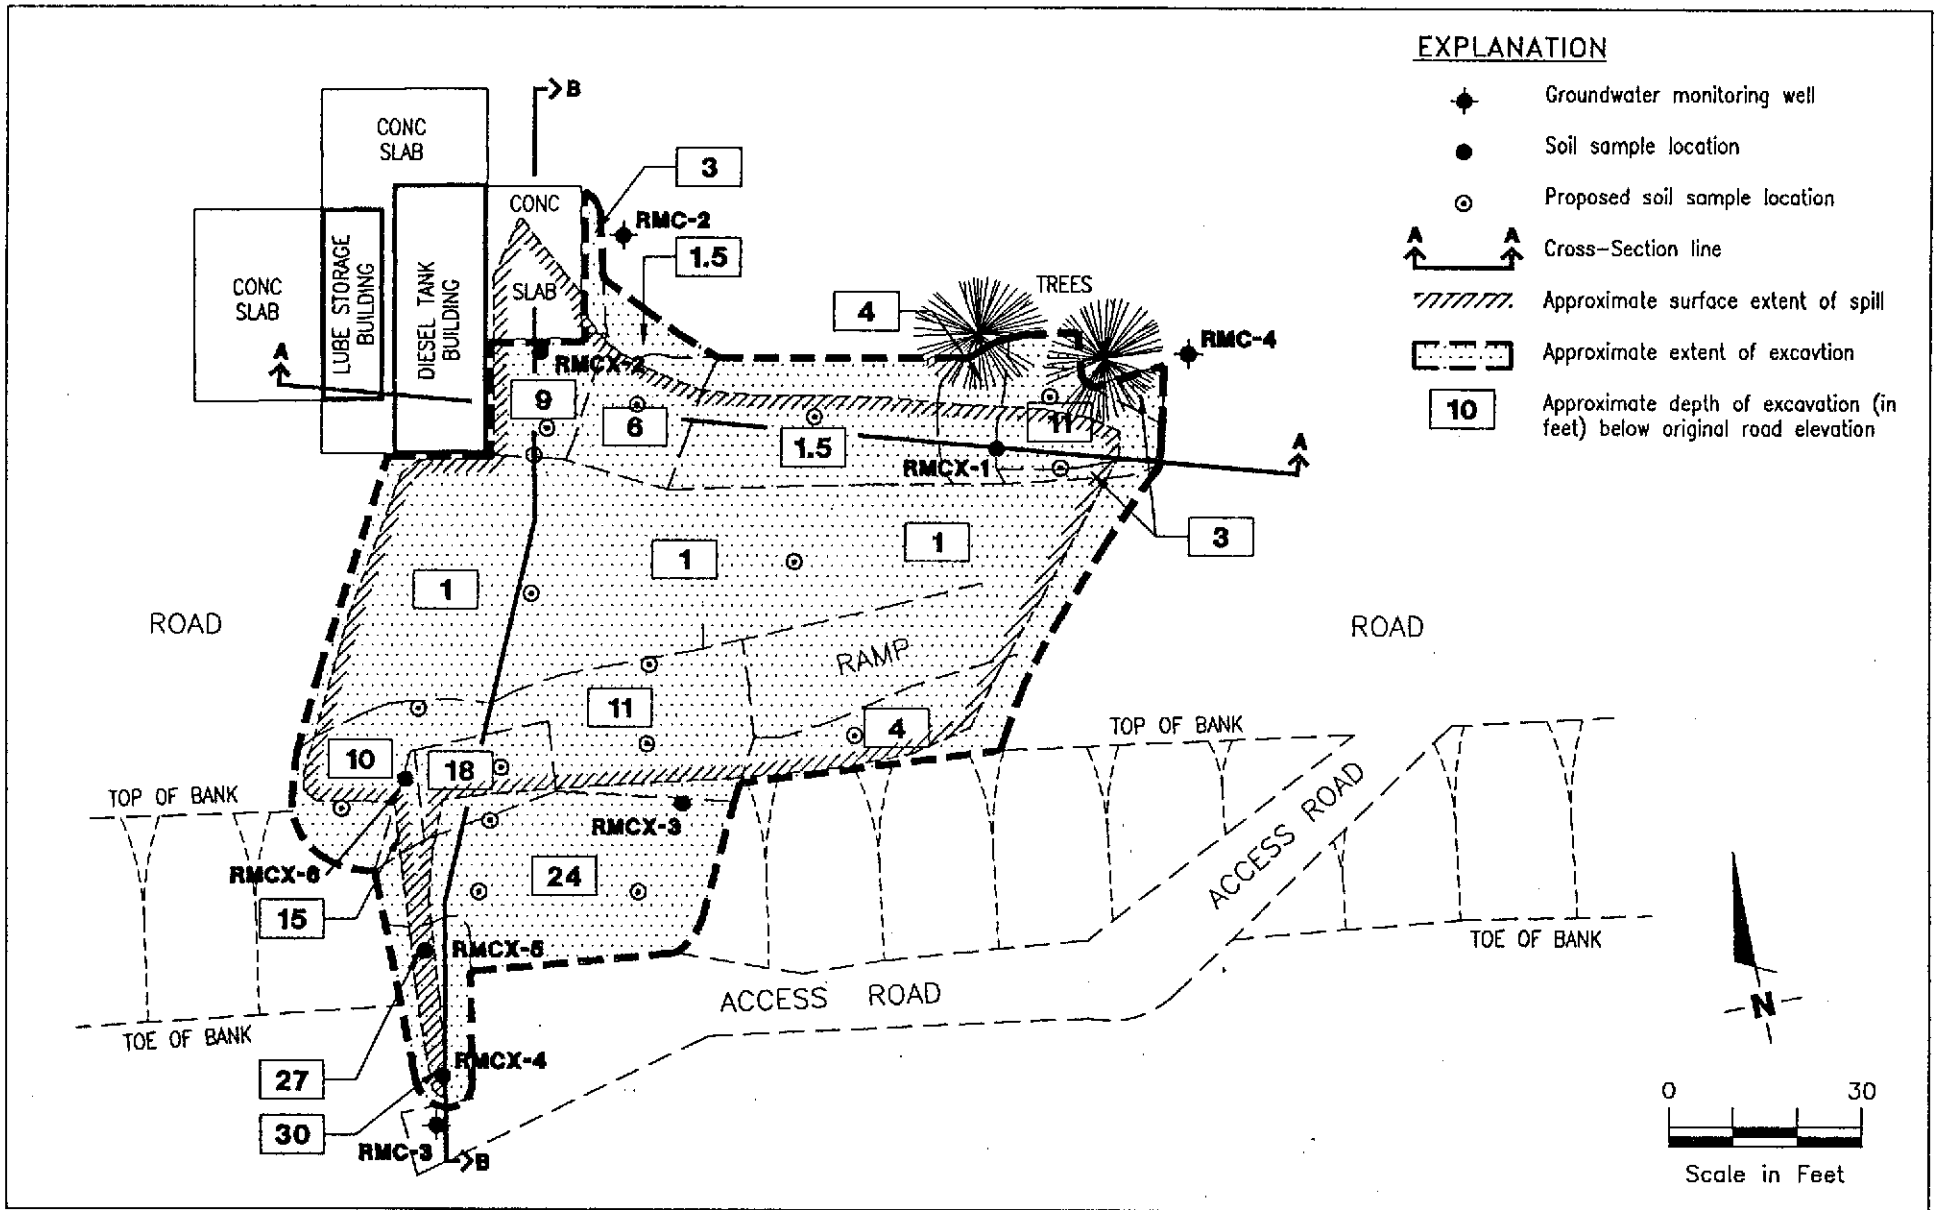 EXPLANATION
Groundwater monitoring well
Soil sample location
Proposed soil sample location
A A
Cross-Section line
Approximate surface extent of spill
Approximate extent of excavtion
10
Approximate depth of excavation (in
feet) below original road elevation
B
CONC
SLAB
3
CONC
RMC-2
1.5
LUBE STORAGE
BUILDING
DIESEL TANK
BUILDING
CONC
SLAB
SLAB
TREES
4
RMC-4
A
RMCX-2
9
6
1.5
11
RMCX-1
A
3
1
1
1
ROAD
ROAD
RAMP
11
4
TOP OF BANK
10
18
TOP OF BANK
RMCX-3
ACCESS ROAD
RMCX-6
24
15
RMCX-5
TOE OF BANK
ACCESS ROAD
TOE OF BANK
N
RMCX-4
27
30
RMC-3
B
0 30
Scale in Feet